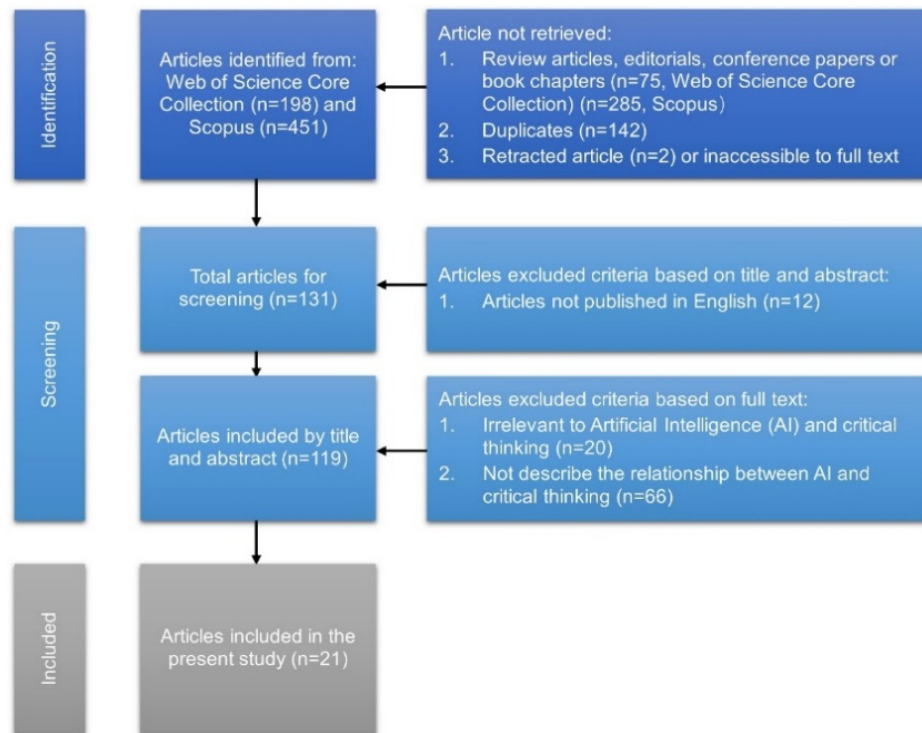 Identification
Articles identified from:
Web of Science Core
Collection (n=198) and
Scopus (n=451)
Article not retrieved:
1. Review articles, editorials, conference papers or
book chapters (n=75, Web of Science Core
Collection) (n=285, Scopus)
2. Duplicates (n=142)
3. Retracted article (n=2) or inaccessible to full text
Screening
Total articles for
screening (n=131)
Articles excluded criteria based on title and abstract:
1. Articles not published in English (n=12)
Articles included by title
and abstract (n=119)
Articles excluded criteria based on full text:
1. Irrelevant to Artificial Intelligence (AI) and critical
thinking (n=20)
2. Not describe the relationship between AI and
critical thinking (n=66)
Included
Articles included in the
present study (n=21)